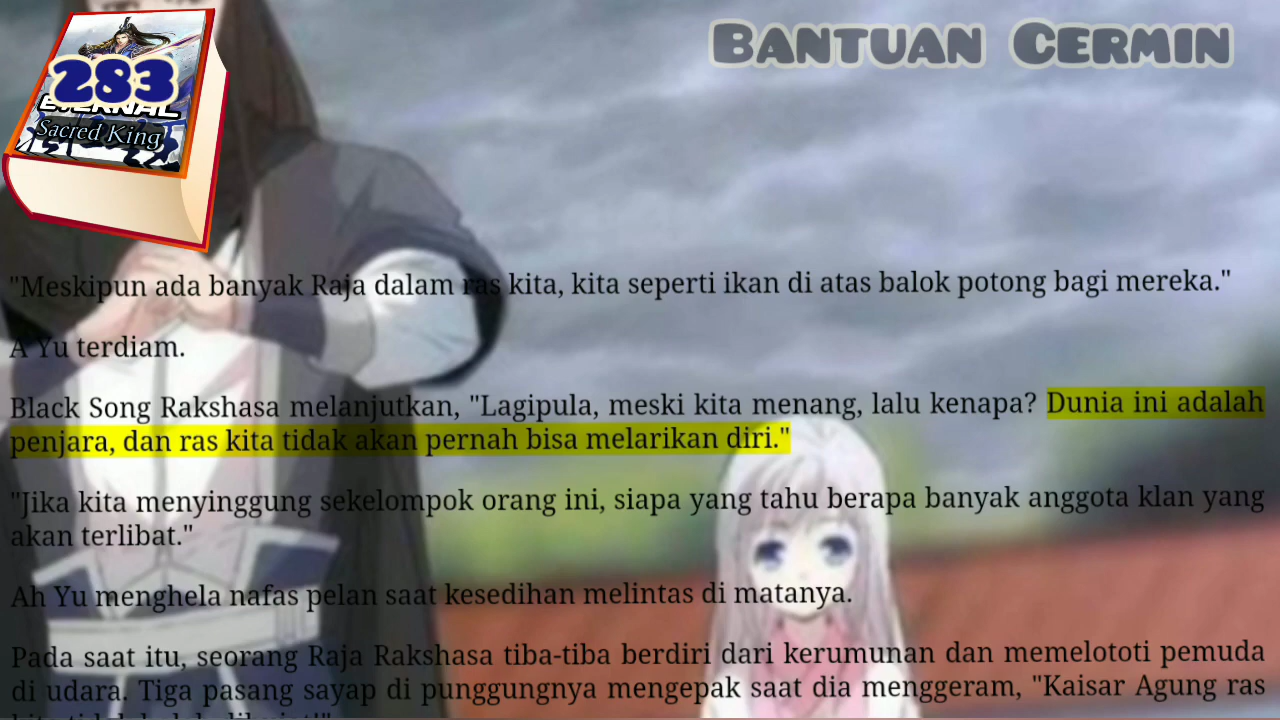 BANTUAN CERMIN
283
ETERNAL
Sacred King
"Meskipun ada banyak Raja dalam ras kita, kita seperti ikan di atas balok potong bagi mereka."
A Yu terdiam.
Black Song Rakshasa melanjutkan, "Lagipula, meski kita menang, lalu kenapa? Dunia ini adalah
penjara, dan ras kita tidak akan pernah bisa melarikan diri."
"Jika kita menyinggung sekelompok orang ini, siapa yang tahu berapa banyak anggota klan yang
akan terlibat."
Ah Yu menghela nafas pelan saat kesedihan melintas di matanya.
Pada saat itu, seorang Raja Rakshasa tiba-tiba berdiri dari kerumunan dan memelototi pemuda
di udara. Tiga pasang sayap di punggungnya mengepak saat dia menggeram, "Kaisar Agung ras